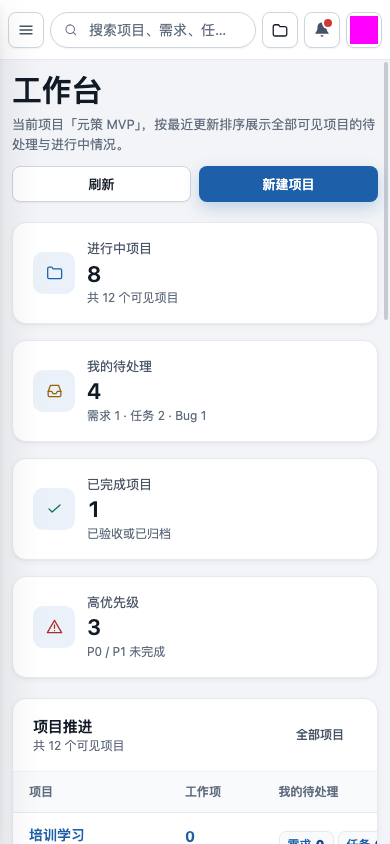 搜索项目、需求、任...
工作台
当前项目「元策 MVP」，按最近更新排序展示全部可见项目的待
处理与进行中情况。
刷新
新建项目
进行中项目
8
共 12 个可见项目
我的待处理
4
需求 1 · 任务 2 · Bug 1
已完成项目
1
已验收或已归档
高优先级
3
P0 / P1 未完成
项目推进
共 12 个可见项目
全部项目
项目 工作项 我的待处理
培训学习 0 需求 0 任务